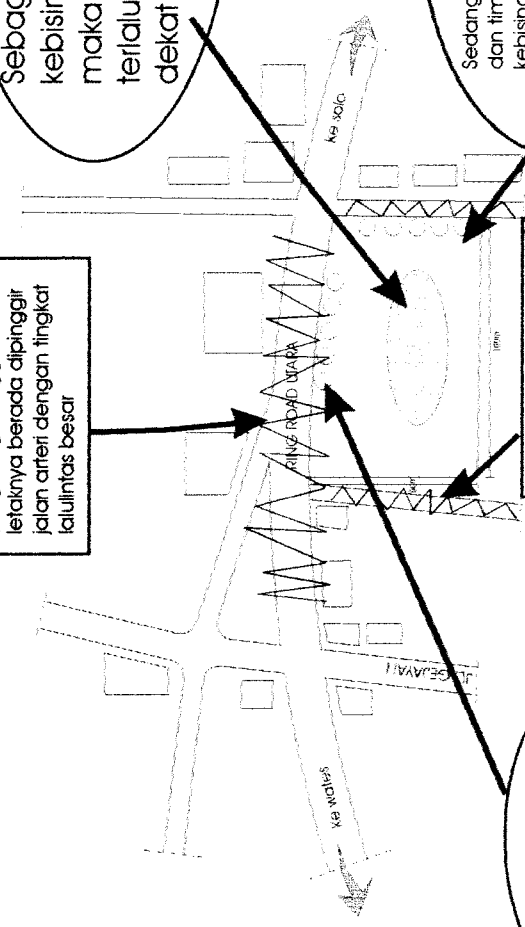 letaknya berada dipinggir
jalan arteri dengan tingkat
lalulintas besar
Sebag
kebisin
maka
terlalu
dekat
Sedang
dan tim
kebising
RING ROAD UTARA
ke solo
ke wates
JL. GEJAYAN